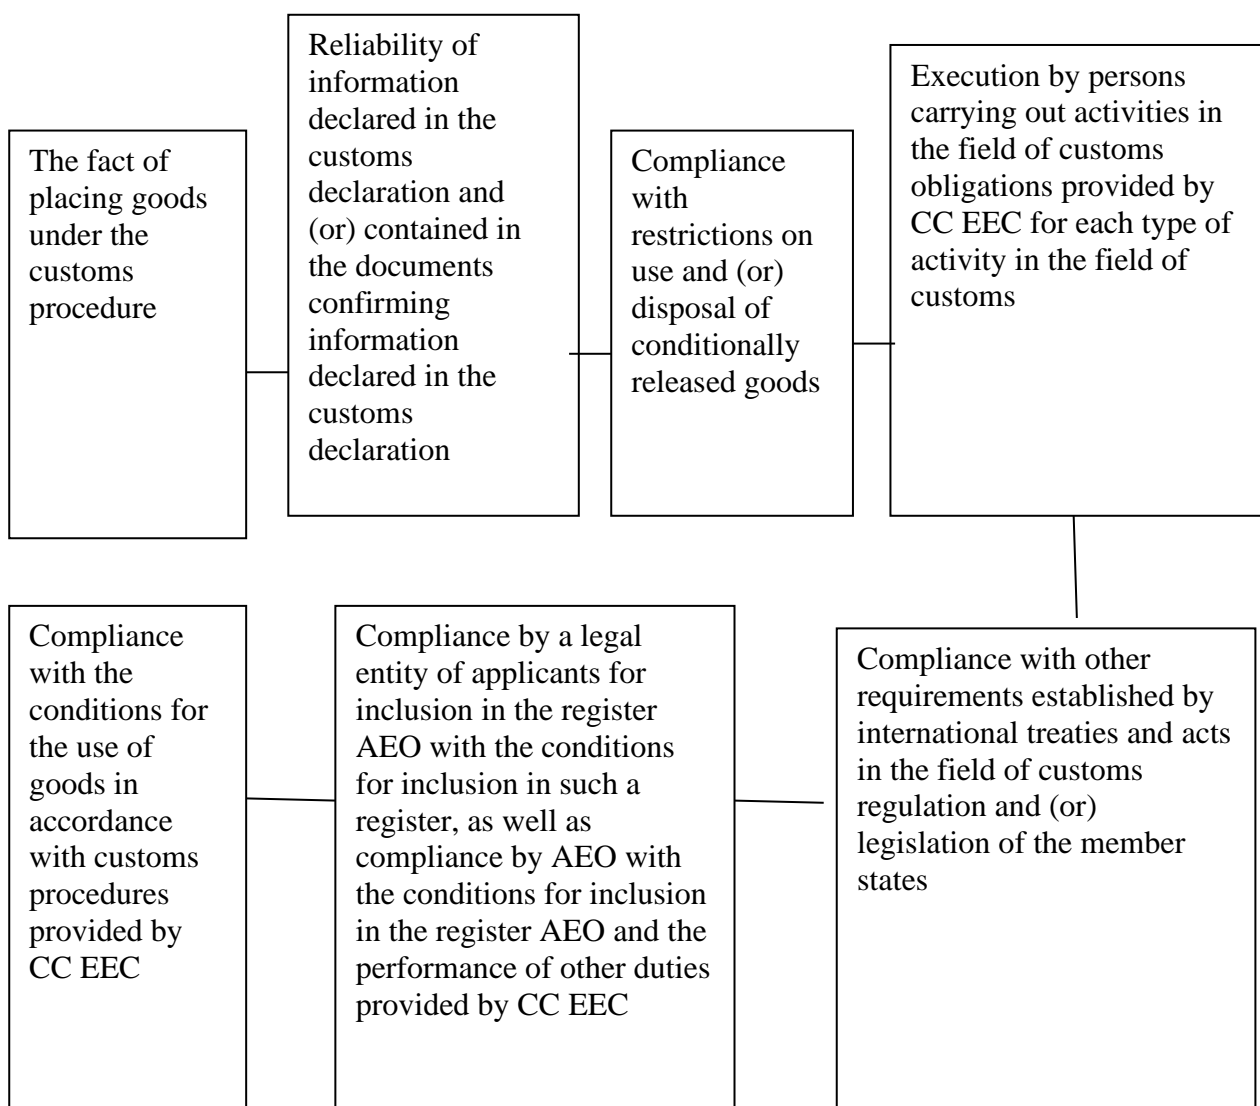 The fact of
placing goods
under the
customs
procedure
Reliability of
information
declared in the
customs
declaration and
(or) contained in
the documents
confirming
information
declared in the
customs
declaration
Compliance
with
restrictions on
use and (or)
disposal of
conditionally
released goods
Execution by persons
carrying out activities in
the field of customs
obligations provided by
CC EEC for each type of
activity in the field of
customs
Compliance
with the
conditions for
the use of
goods in
accordance
with customs
procedures
provided by
CC EEC
Compliance by a legal
entity of applicants for
inclusion in the register
AEO with the conditions
for inclusion in such a
register, as well as
compliance by AEO with
the conditions for inclusion
in the register AEO and the
performance of other duties
provided by CC EEC
Compliance with other
requirements established by
international treaties and acts
in the field of customs
regulation and (or)
legislation of the member
states